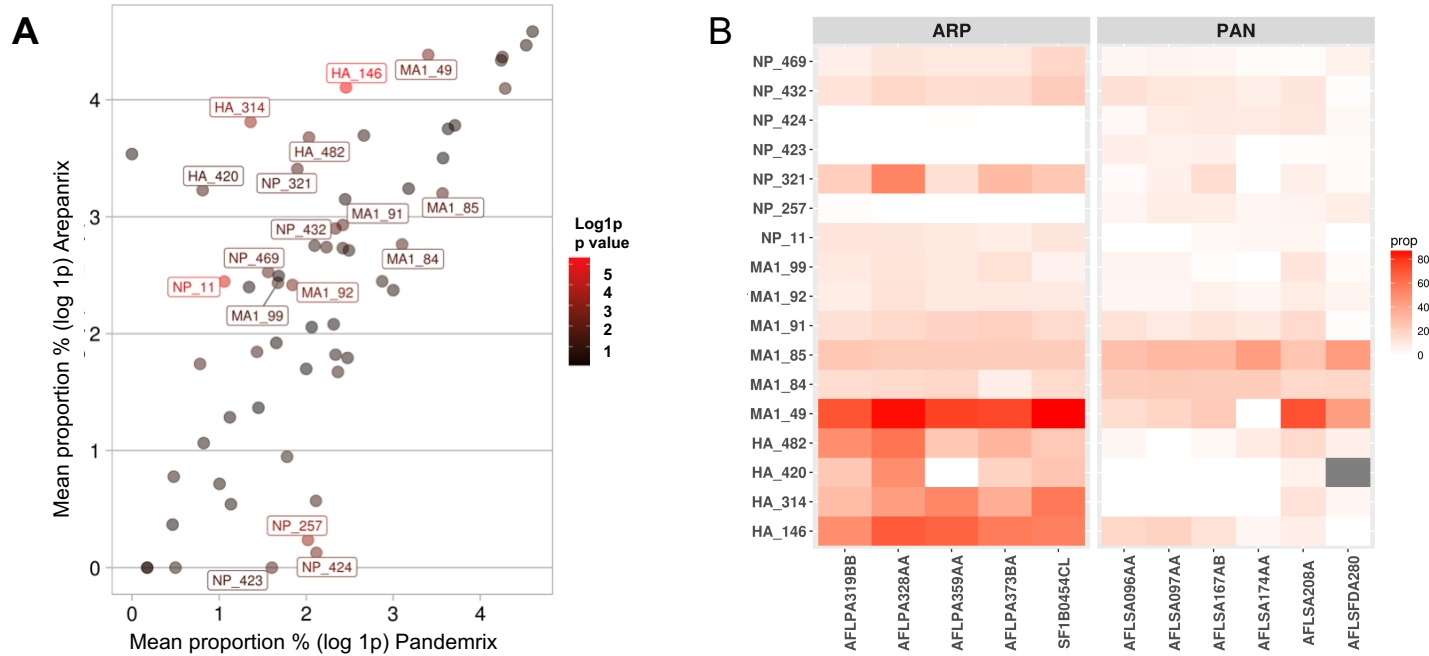 A
Mean proportion % (log 1p) Arepanrix
4
3
2
1
0
0
1
2
3
4
Mean proportion % (log 1p) Pandemrix
HA_146
MA1_49
HA_314
HA_482
HA_420
NP_321
MA1_91
MA1_85
NP_432
MA1_84
NP_469
NP_11
MA1_92
MA1_99
NP_257
NP_424
NP_423
Log1p
p value
5
4
3
2
1
B
ARP
PAN
NP_469
NP_432
NP_424
NP_423
NP_321
NP_257
NP_11
MA1_99
MA1_92
MA1_91
MA1_85
MA1_84
MA1_49
HA_482
HA_420
HA_314
HA_146
AFLPA319BB
AFLPA328AA
AFLPA359AA
AFLPA373BA
SF1B0454CL
AFLSA096AA
AFLSA097AA
AFLSA167AB
AFLSA174AA
AFLSA208A
AFLSFDA280
prop
80
60
40
20
0